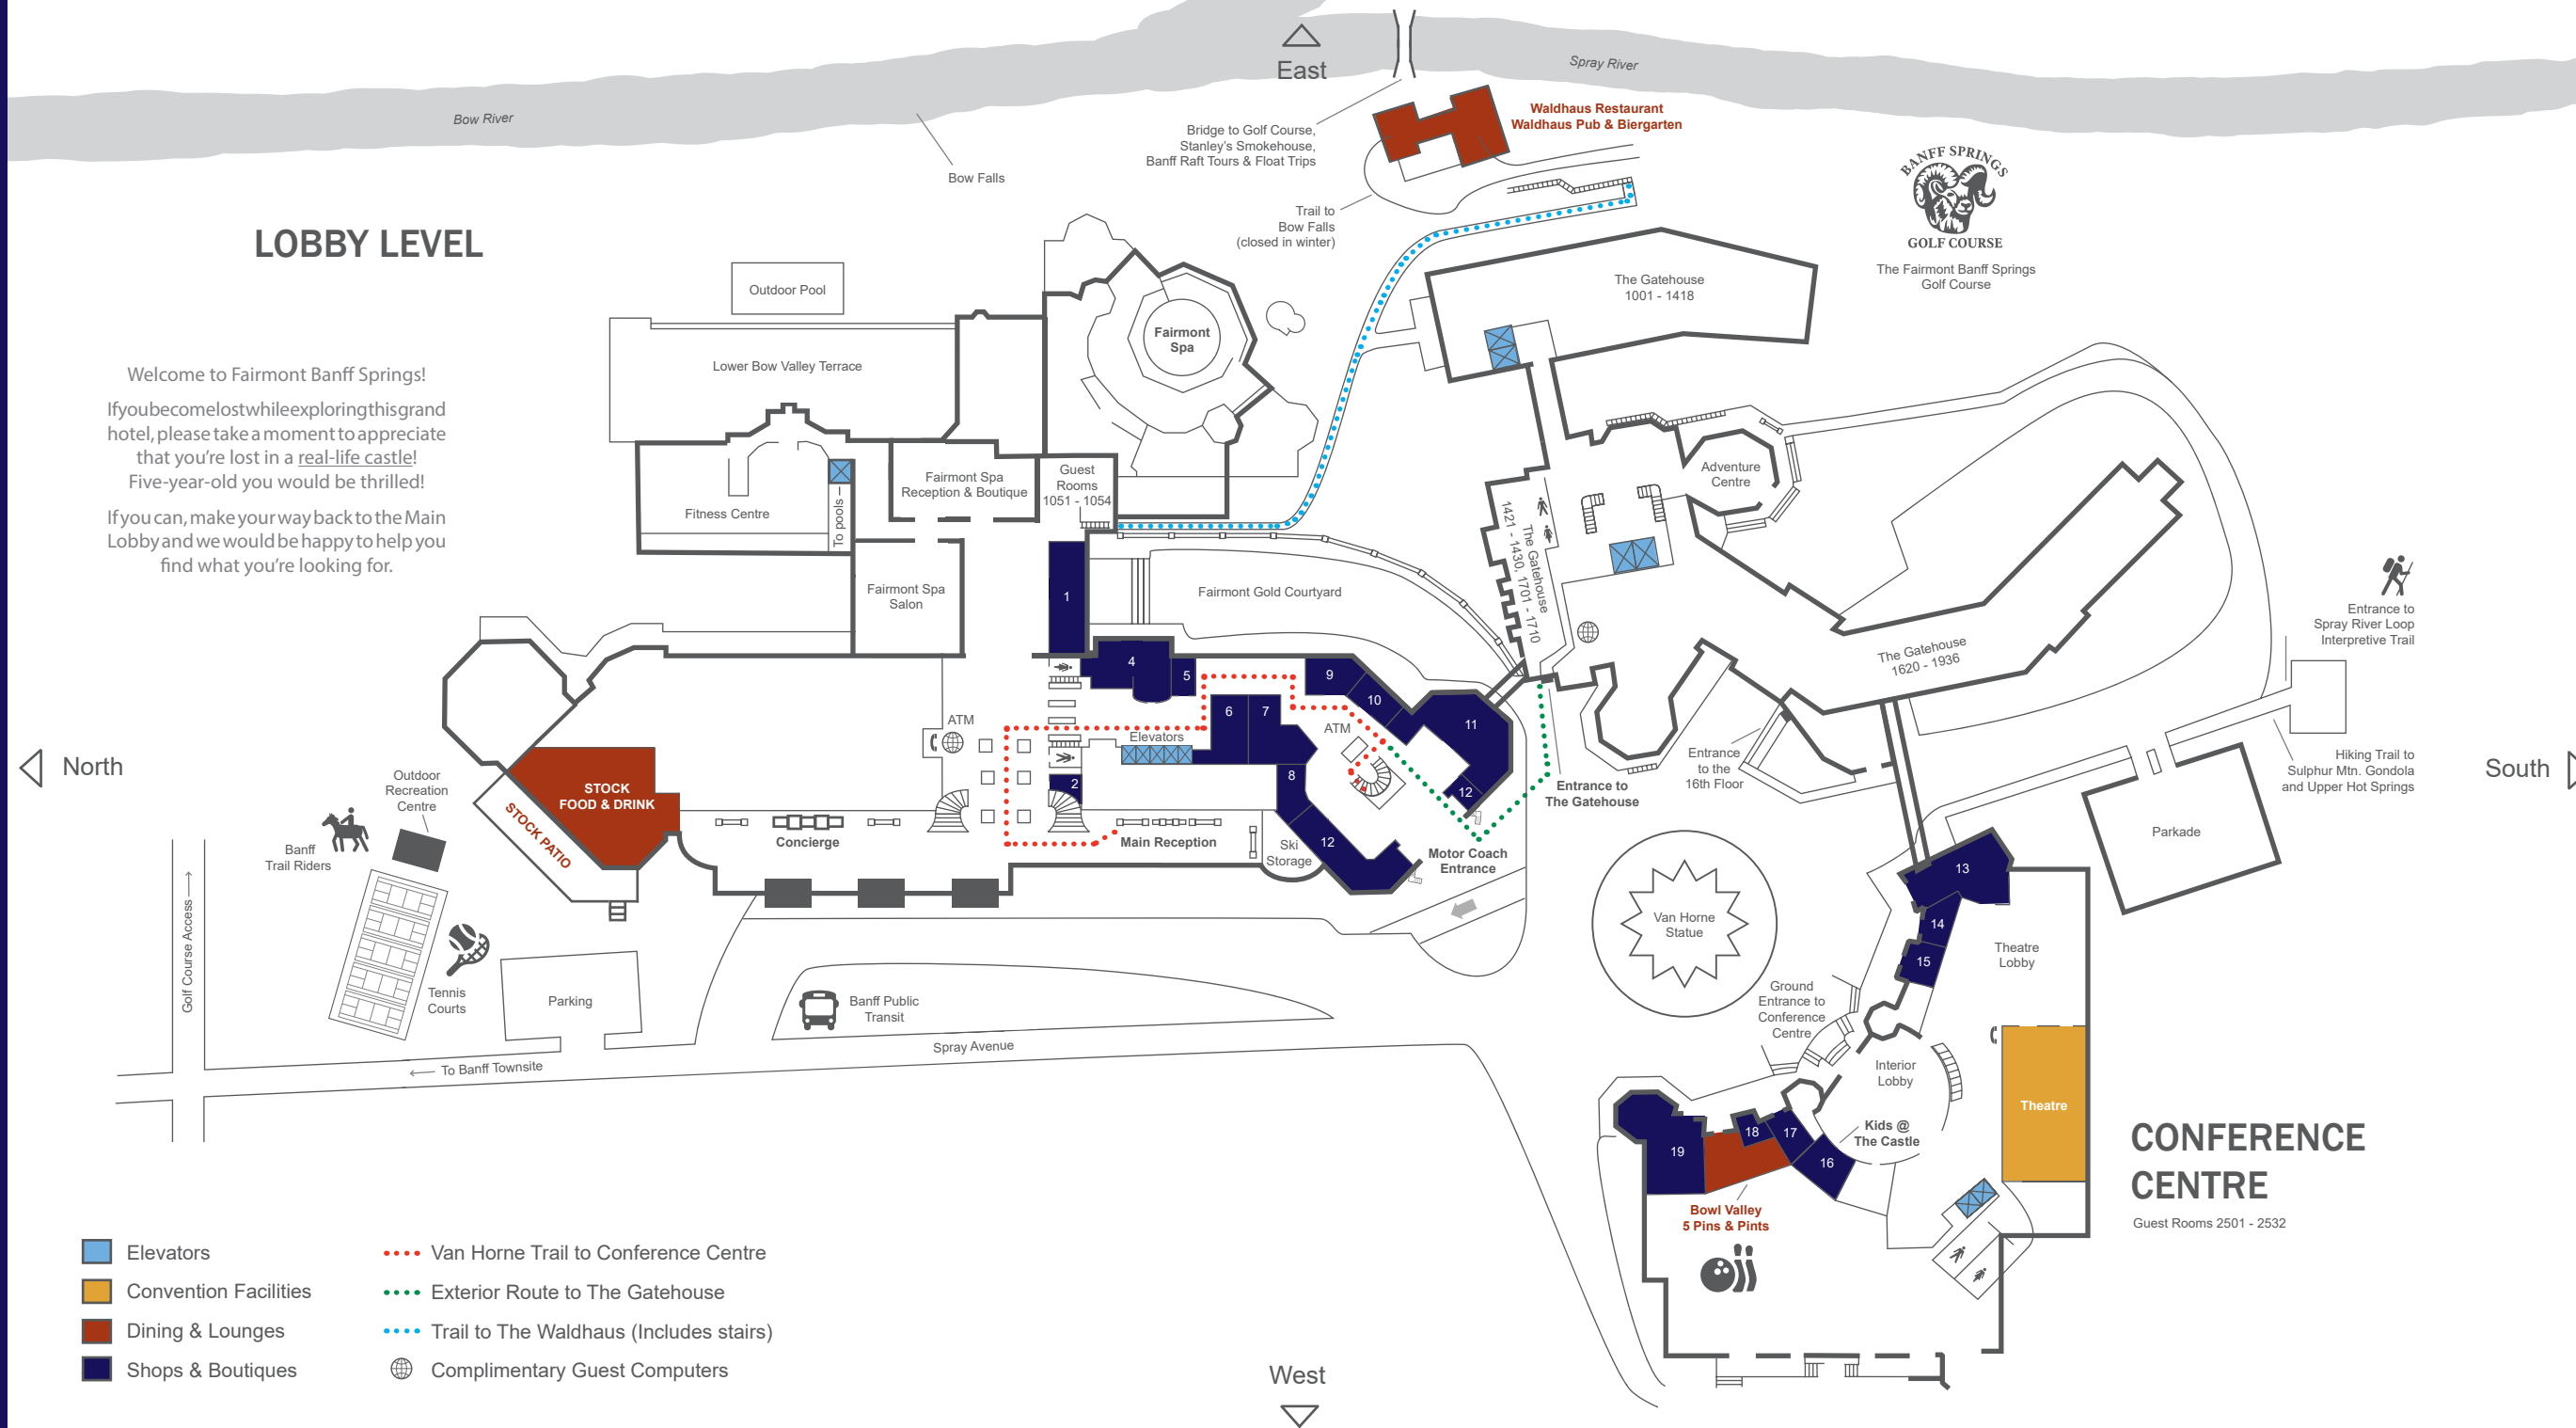 East
Bow River
Spray River
Waldhaus Restaurant
Waldhaus Pub & Biergarten
Bridge to Golf Course,
Stanley's Smokehouse,
Banff Raft Tours & Float Trips
Bow Falls
BANFF SPRINGS
GOLF COURSE
The Fairmont Banff Springs
Golf Course
Trail to
Bow Falls
(closed in winter)
LOBBY LEVEL
Welcome to Fairmont Banff Springs!
Ifyoubecomelostwhileexploringthisgrand
hotel, please take a moment to appreciate
that you're lost in a real-life castle!
Five-year-old you would be thrilled!
If you can, make your way back to the Main
Lobby and we would be happy to help you
find what you're looking for.
Outdoor Pool
Lower Bow Valley Terrace
Fairmont
Spa
The Gatehouse
1001 - 1418
Fitness Centre
To pools
Fairmont Spa
Reception & Boutique
Guest
Rooms
1051 - 1054
Adventure
Centre
The Gatehouse
1421 - 1430, 1701 - 1710
Fairmont Spa
Salon
1
Fairmont Gold Courtyard
The Gatehouse
1620 - 1936
Entrance to
Spray River Loop
Interpretive Trail
4
5
6
7
9
10
11
ATM
ATM
Elevators
2
8
12
12
North
South
Outdoor
Recreation
Centre
STOCK
FOOD & DRINK
STOCK PATIO
Banff
Trail Riders
Concierge
Main Reception
Ski
Storage
Motor Coach
Entrance
Entrance to
The Gatehouse
Entrance
to the
16th Floor
Hiking Trail to
Sulphur Mtn. Gondola
and Upper Hot Springs
Parkade
Golf Course Access
Tennis
Courts
Parking
Banff Public
Transit
Spray Avenue
To Banff Townsite
Van Horne
Statue
13
14
15
Theatre
Lobby
Ground
Entrance to
Conference
Centre
Interior
Lobby
Theatre
Kids @
The Castle
16
17
18
19
Bowl Valley
5 Pins & Pints
CONFERENCE
CENTRE
Guest Rooms 2501 - 2532
Elevators
Convention Facilities
Dining & Lounges
Shops & Boutiques
Van Horne Trail to Conference Centre
Exterior Route to The Gatehouse
Trail to The Waldhaus (Includes stairs)
Complimentary Guest Computers
West